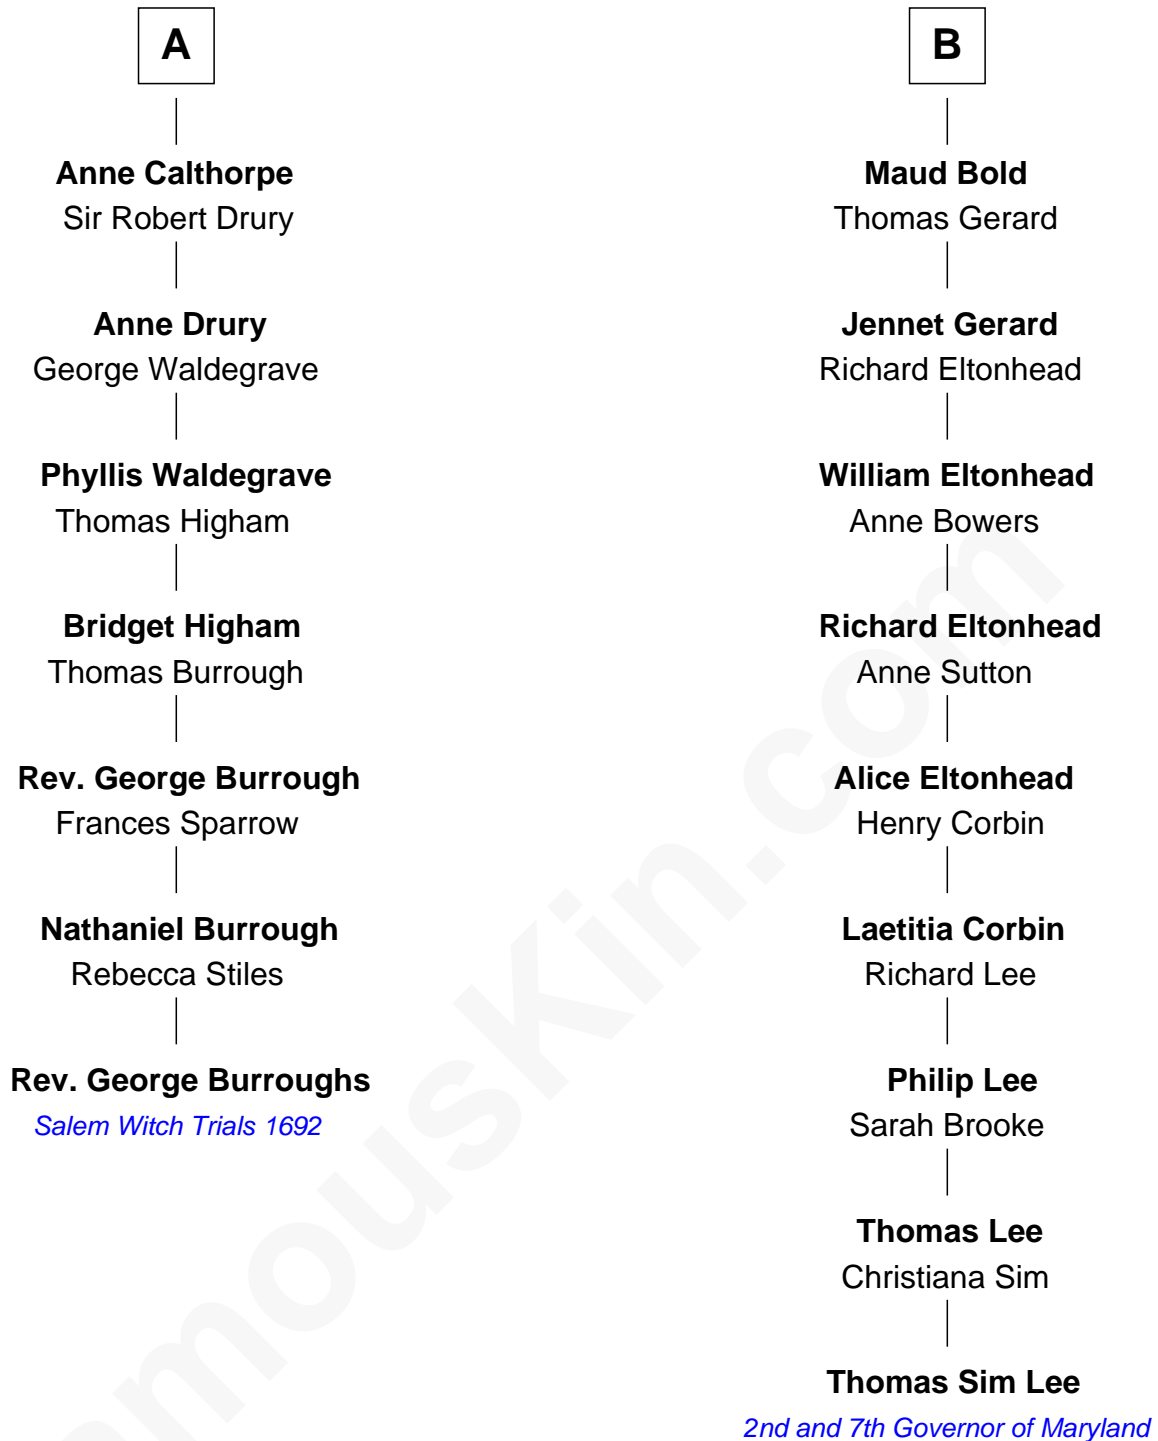 A
Anne Calthorpe
Sir Robert Drury
Anne Drury
George Waldegrave
Phyllis Waldegrave
Thomas Higham
Bridget Higham
Thomas Burrough
Rev. George Burrough
Frances Sparrow
Nathaniel Burrough
Rebecca Stiles
Rev. George Burroughs
Salem Witch Trials 1692
B
Maud Bold
Thomas Gerard
Jennet Gerard
Richard Eltonhead
William Eltonhead
Anne Bowers
Richard Eltonhead
Anne Sutton
Alice Eltonhead
Henry Corbin
Laetitia Corbin
Richard Lee
Philip Lee
Sarah Brooke
Thomas Lee
Christiana Sim
Thomas Sim Lee
2nd and 7th Governor of Maryland
amouskin.com